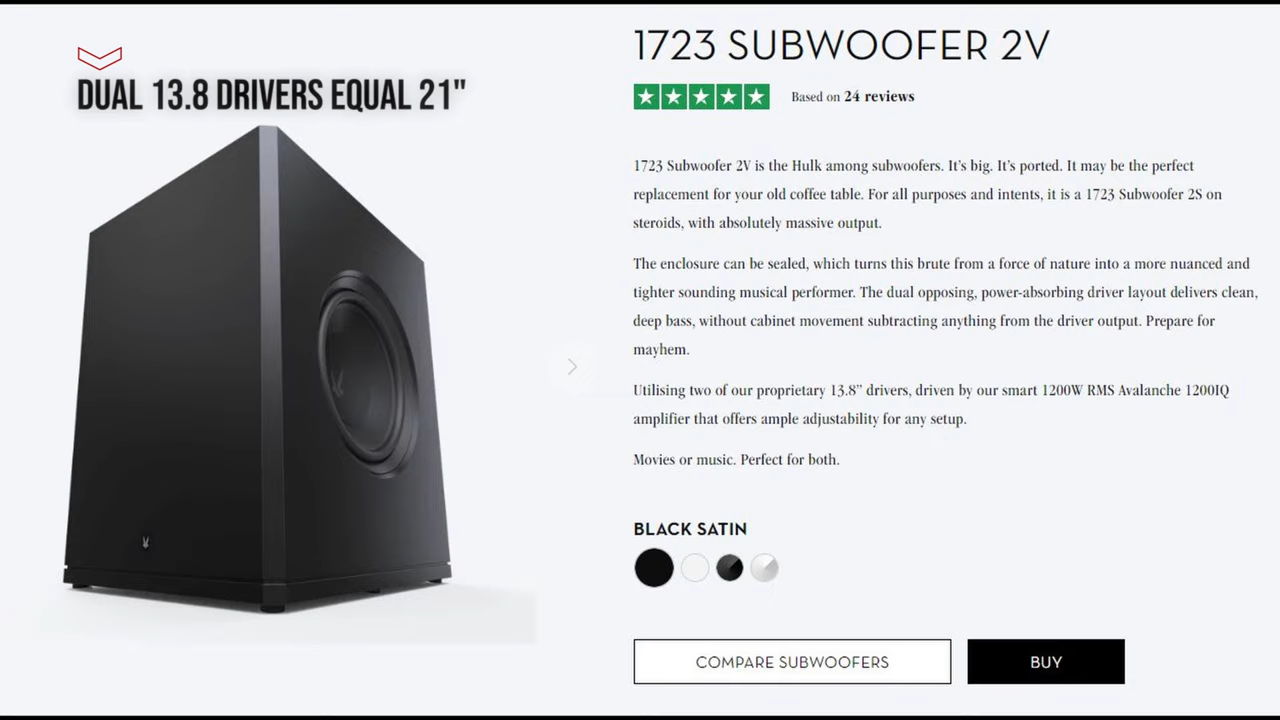 DUAL 13.8 DRIVERS EQUAL 21"
1723 SUBWOOFER 2V
Based on 24 reviews
1723 Subwoofer 2V is the Hulk among subwoofers. It’s big. It’s ported. It may be the perfect
replacement for your old coffee table. For all purposes and intents, it is a 1723 Subwoofer 2S on
steroids, with absolutely massive output.
The enclosure can be sealed, which turns this brute from a force of nature into a more nuanced and
tighter sounding musical performer. The dual opposing, power-absorbing driver layout delivers clean,
deep bass, without cabinet movement subtracting anything from the driver output. Prepare for
mayhem.
Utilising two of our proprietary 13.8” drivers, driven by our smart 1200W RMS Avalanche 1200IQ
amplifier that offers ample adjustability for any setup.
Movies or music. Perfect for both.
BLACK SATIN
COMPARE SUBWOOFERS
BUY